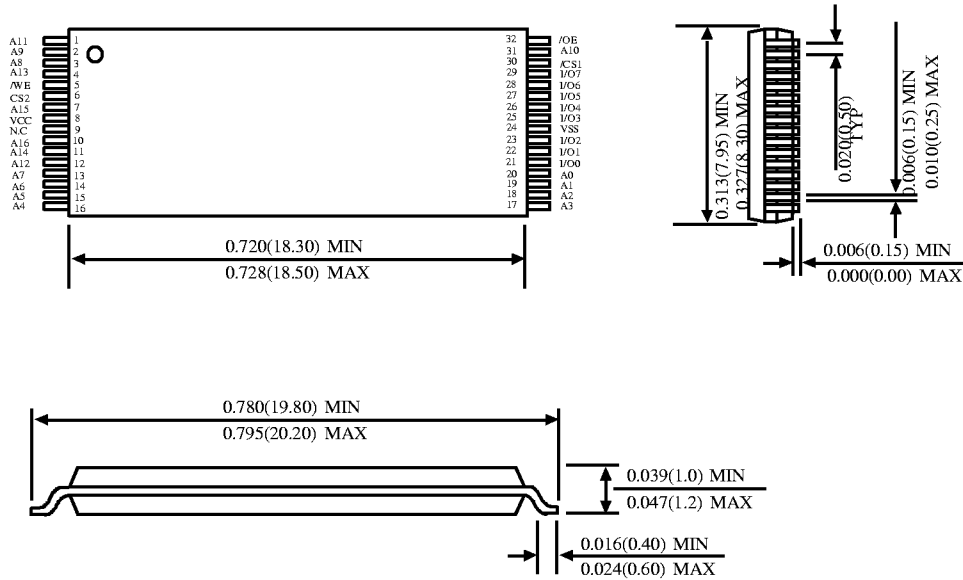 A11 1
A9 2
A8 3
A13 4
/WE 5
CS2 6
A15 7
VCC 8
N.C 9
A16 10
A14 11
A12 12
A7 13
A6 14
A5 15
A4 16
32 /OE
31 A10
30 /CS1
29 I/O7
28 I/O6
27 I/O5
26 I/O4
25 I/O3
24 VSS
23 I/O2
22 I/O1
21 I/O0
20 A0
19 A1
18 A2
17 A3
0.720(18.30) MIN
0.728(18.50) MAX
0.313(7.95) MIN
0.327(8.30) MAX
0.020(0.50)
TYP
0.006(0.15) MIN
0.010(0.25) MAX
0.006(0.15) MIN
0.000(0.00) MAX
0.780(19.80) MIN
0.795(20.20) MAX
0.039(1.0) MIN
0.047(1.2) MAX
0.016(0.40) MIN
0.024(0.60) MAX